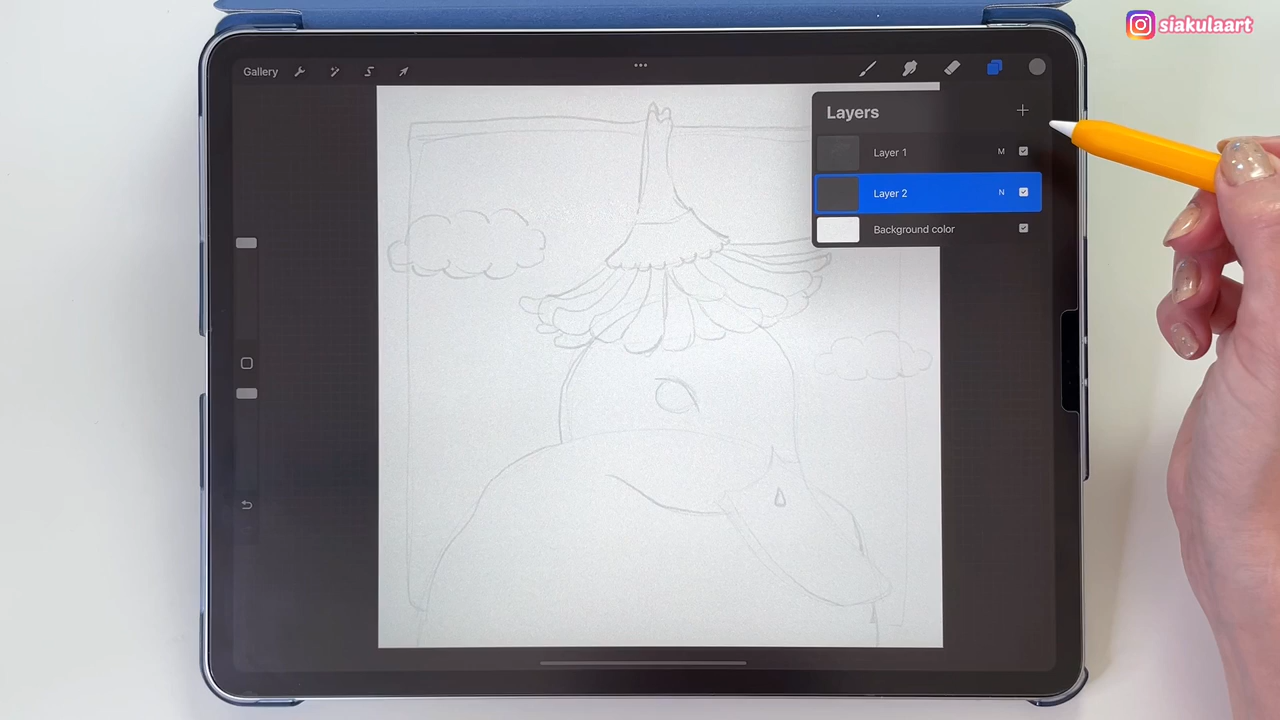 siakulaart
Gallery
Layers
Layer 1 M
Layer 2 N
Background color